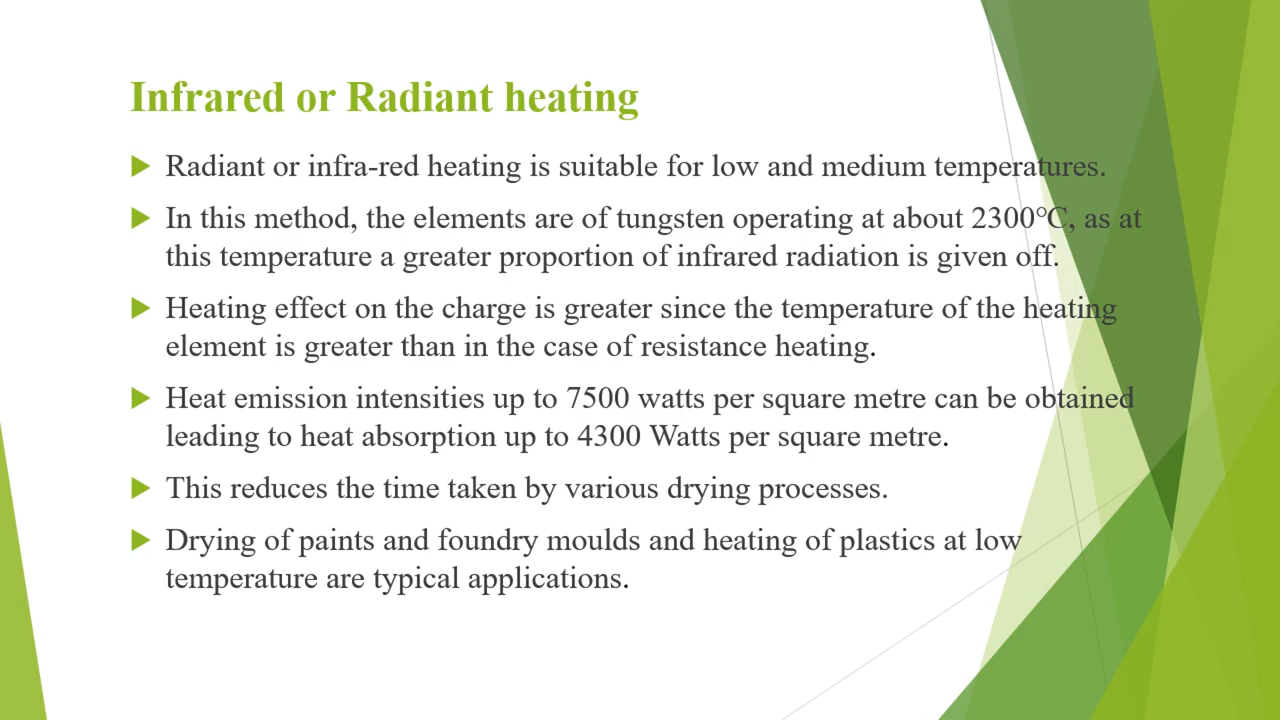 Infrared or Radiant heating
Radiant or infra-red heating is suitable for low and medium temperatures.
In this method, the elements are of tungsten operating at about 2300℃, as at
this temperature a greater proportion of infrared radiation is given off.
Heating effect on the charge is greater since the temperature of the heating
element is greater than in the case of resistance heating.
Heat emission intensities up to 7500 watts per square metre can be obtained
leading to heat absorption up to 4300 Watts per square metre.
This reduces the time taken by various drying processes.
Drying of paints and foundry moulds and heating of plastics at low
temperature are typical applications.